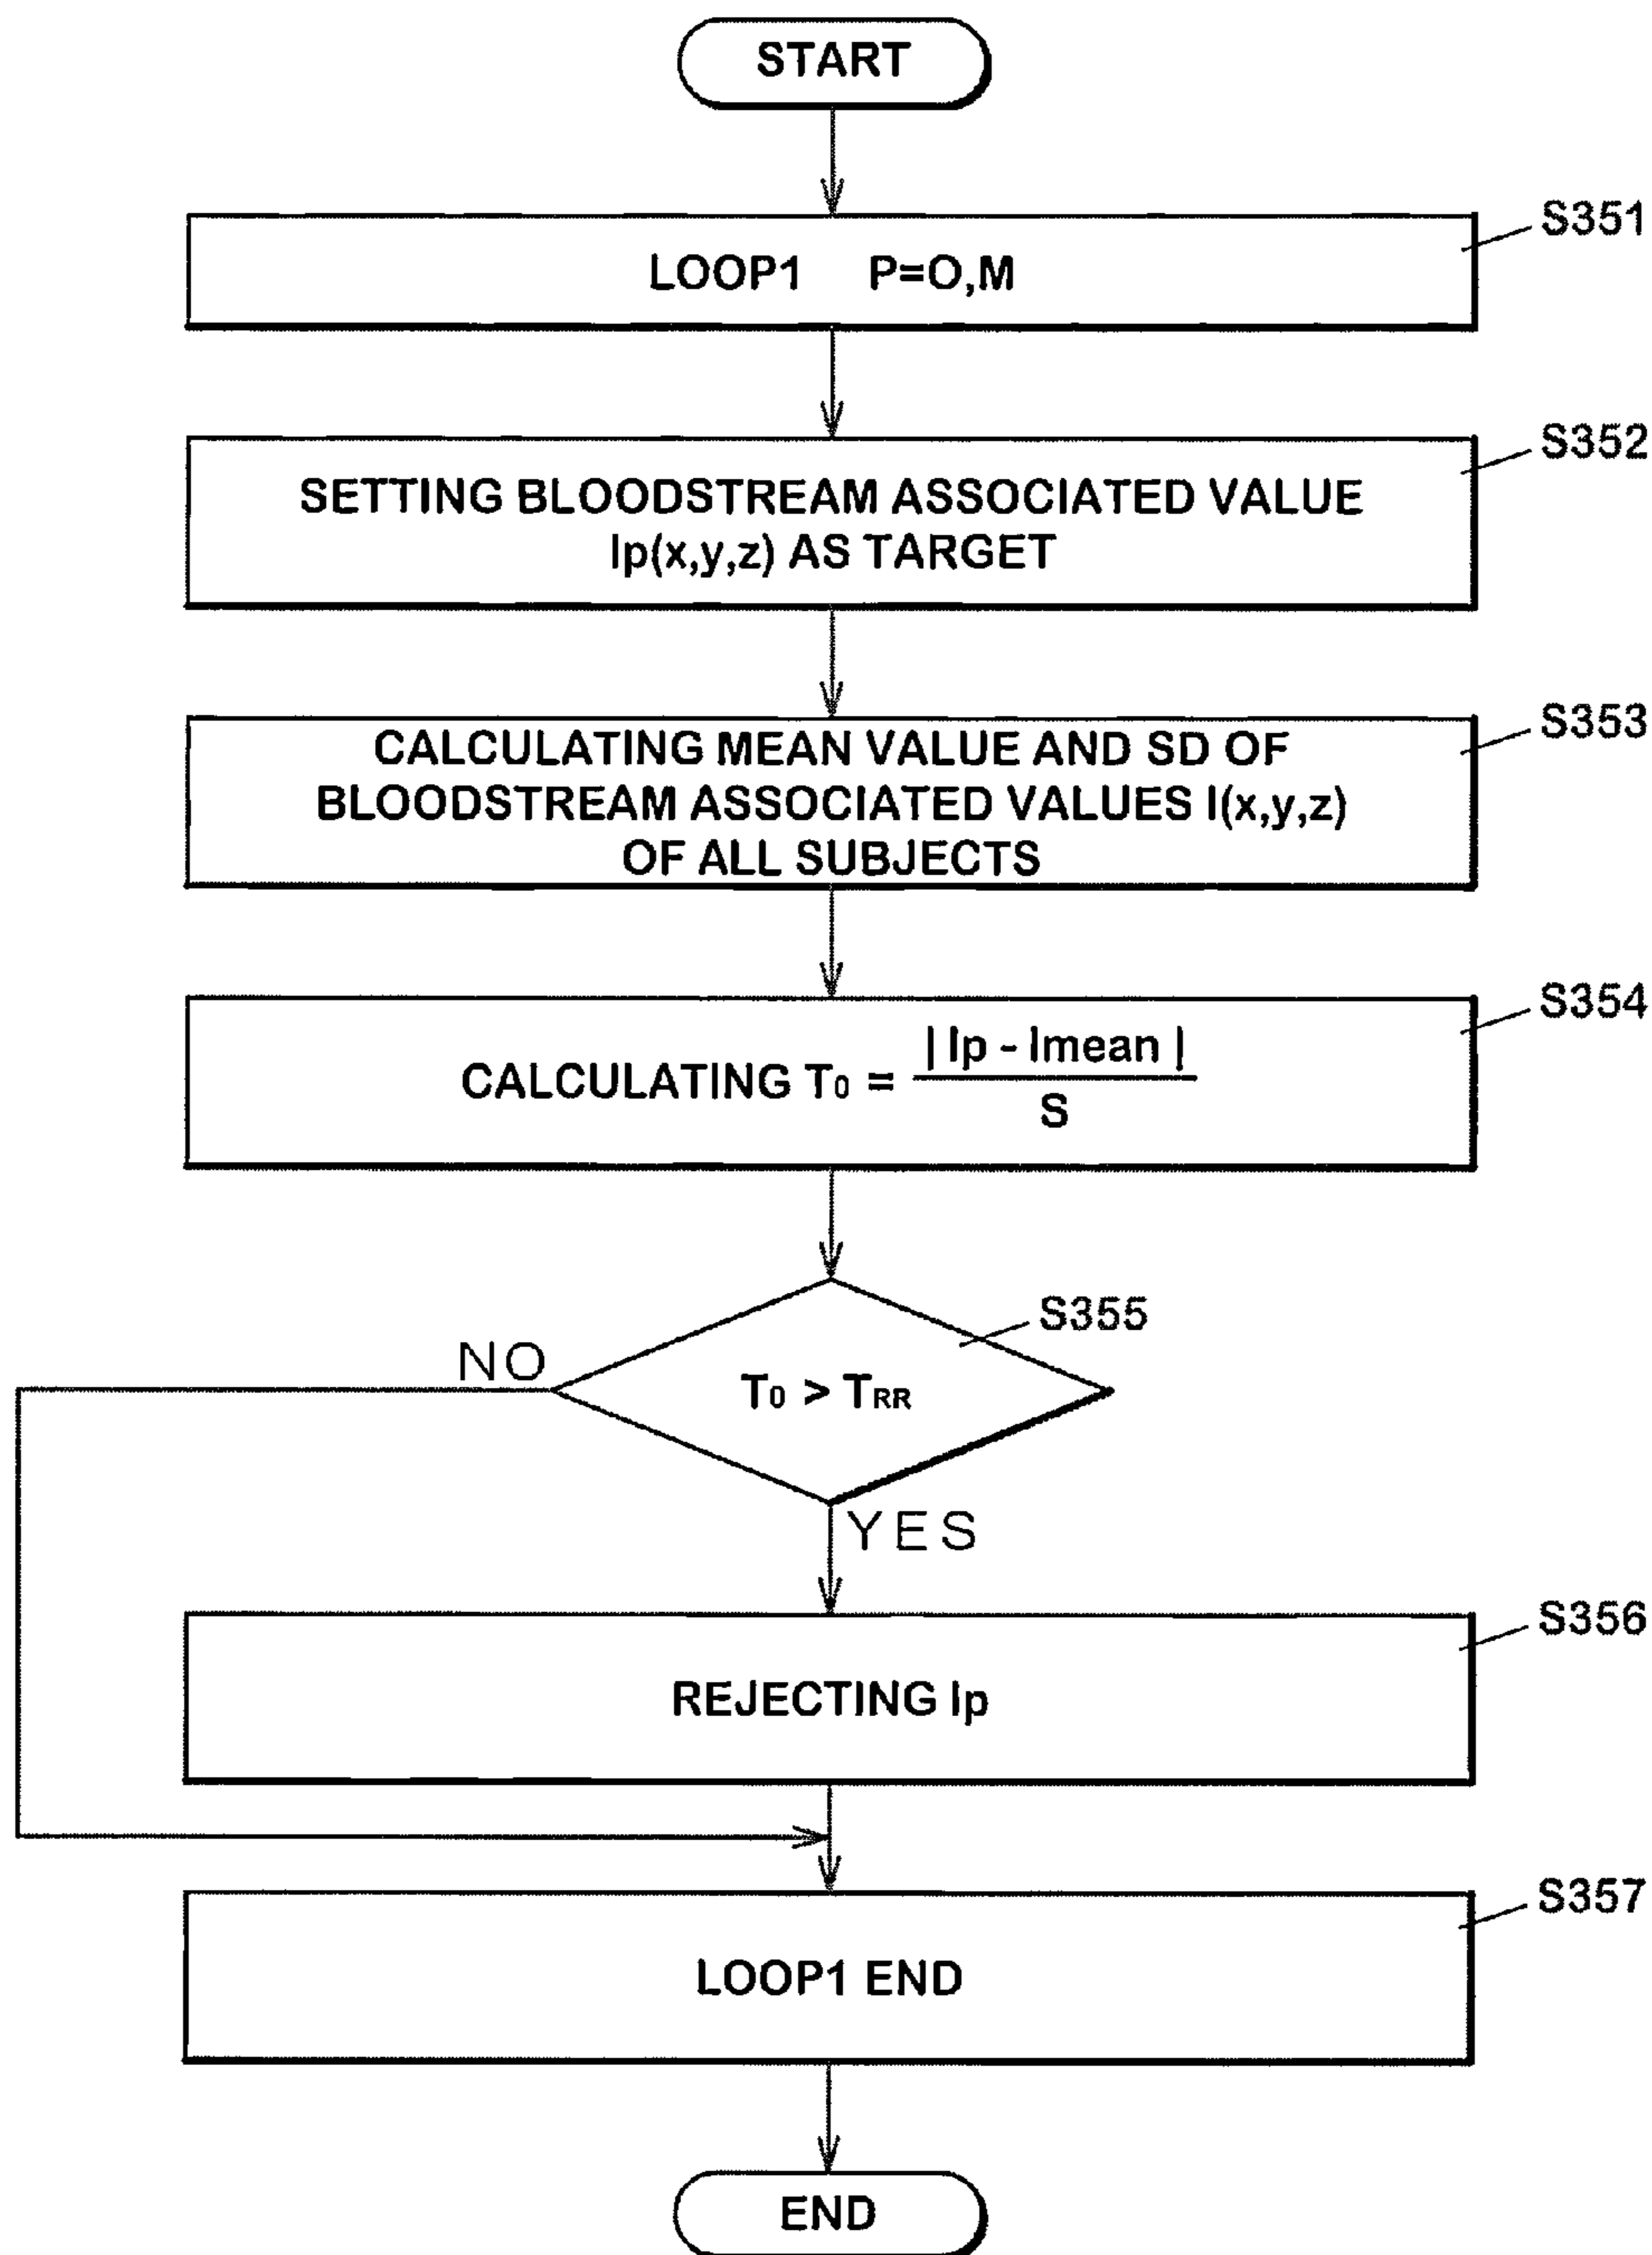 START
S351
LOOP1 P=O,M
S352
SETTING BLOODSTREAM ASSOCIATED VALUE
Ip(x,y,z) AS TARGET
S353
CALCULATING MEAN VALUE AND SD OF
BLOODSTREAM ASSOCIATED VALUES I(x,y,z)
OF ALL SUBJECTS
S354
CALCULATING T0 = | Ip - Imean | / S
S355
NO
T0 > TRR
YES
S356
REJECTING Ip
S357
LOOP1 END
END